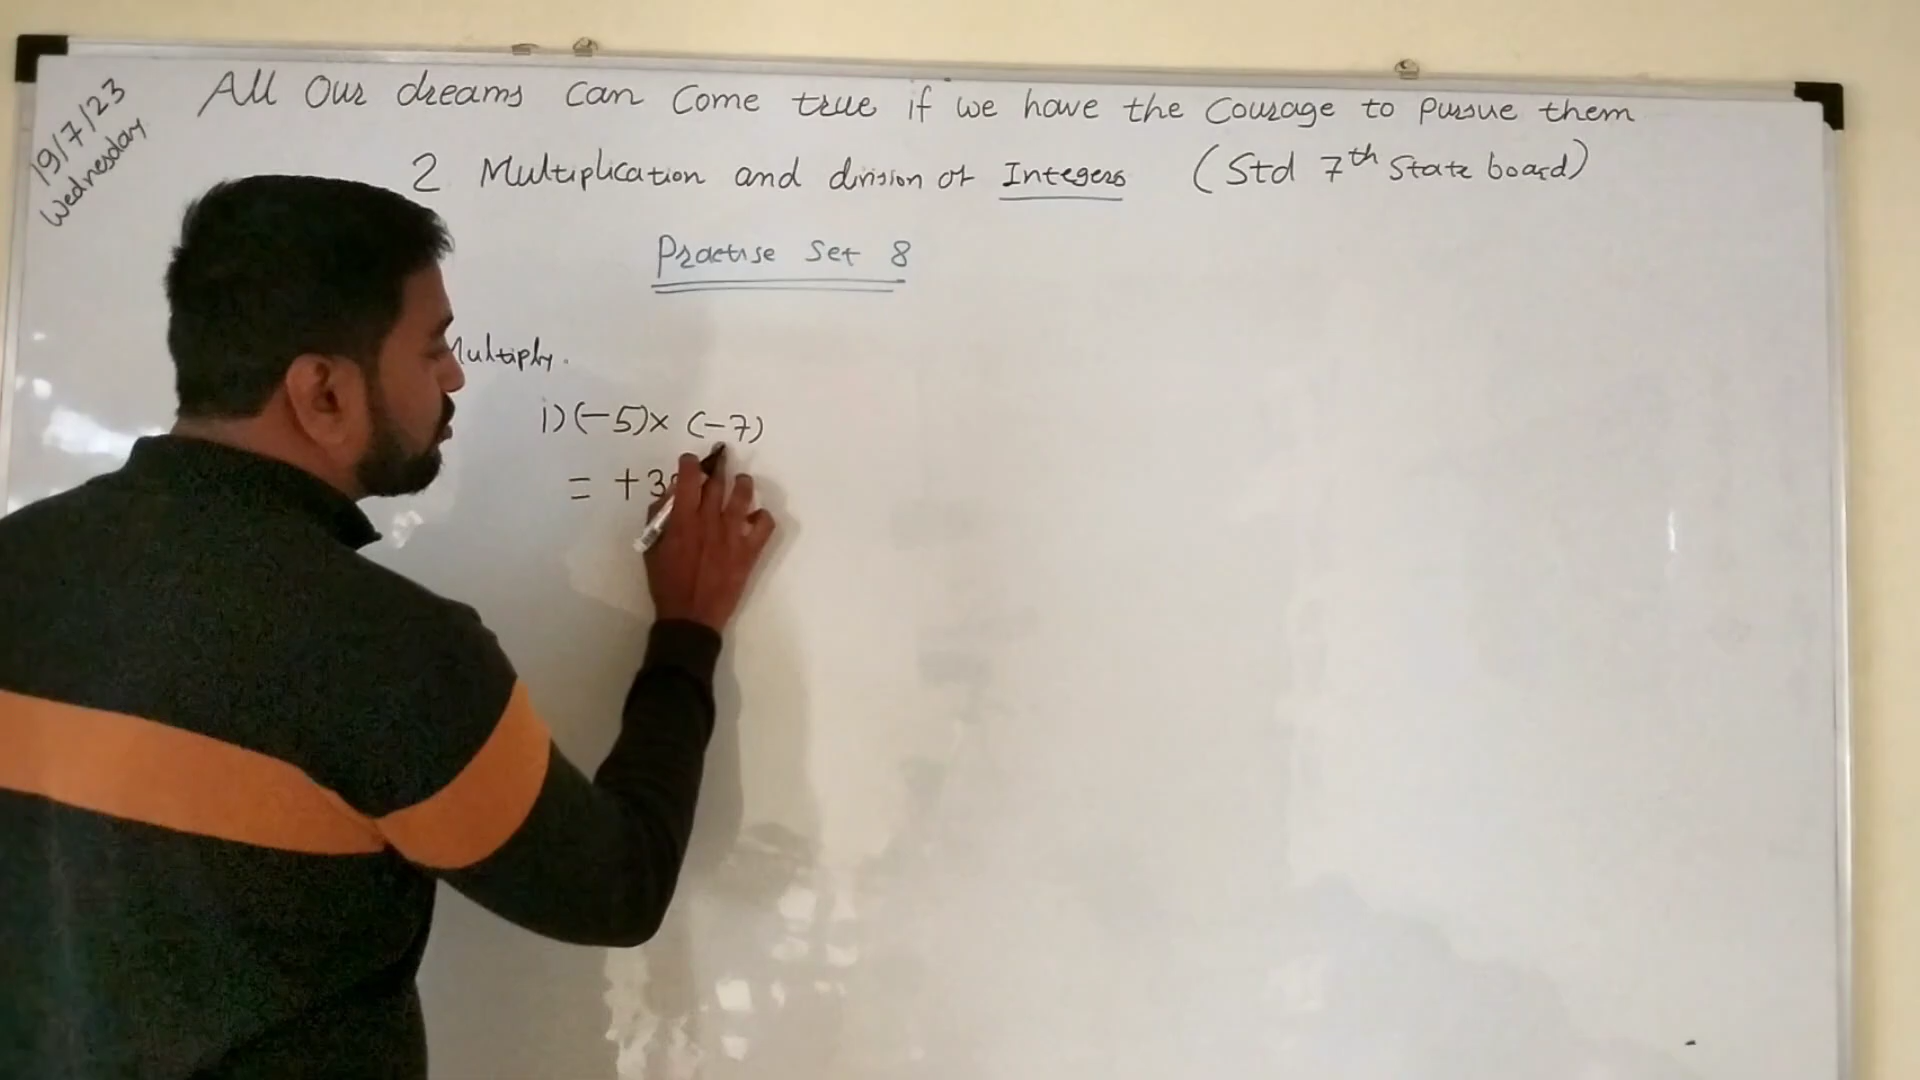 19/7/23
Wednesday
All Our dreams can Come true if we have the Courage to pursue them
2 Multiplication and division of Integers (Std 7th State board)
Practise Set 8
Multiply.
i) (-5) × (-7)
= +3